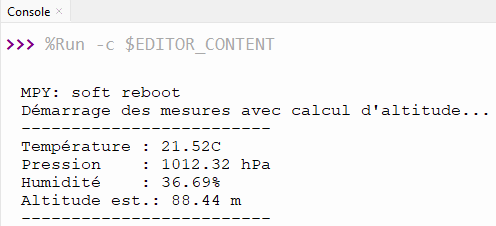 Console ×
>>> %Run -c $EDITOR_CONTENT
MPY: soft reboot
Démarrage des mesures avec calcul d'altitude...
-------------------------
Température : 21.52C
Pression    : 1012.32 hPa
Humidité    : 36.69%
Altitude est.: 88.44 m
-------------------------